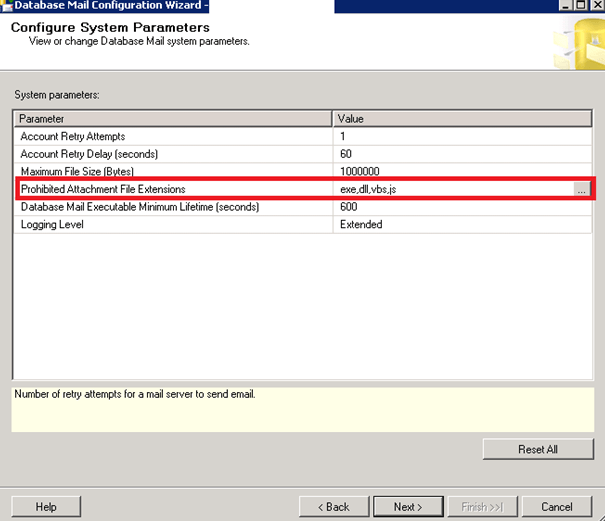 Database Mail Configuration Wizard -
Configure System Parameters
View or change Database Mail system parameters.
System parameters:
Parameter Value
Account Retry Attempts 1
Account Retry Delay (seconds) 60
Maximum File Size (Bytes) 1000000
Prohibited Attachment File Extensions exe,dll,vbs,js ...
Database Mail Executable Minimum Lifetime (seconds) 600
Logging Level Extended
Number of retry attempts for a mail server to send email.
Reset All
Help < Back Next > Finish >>| Cancel